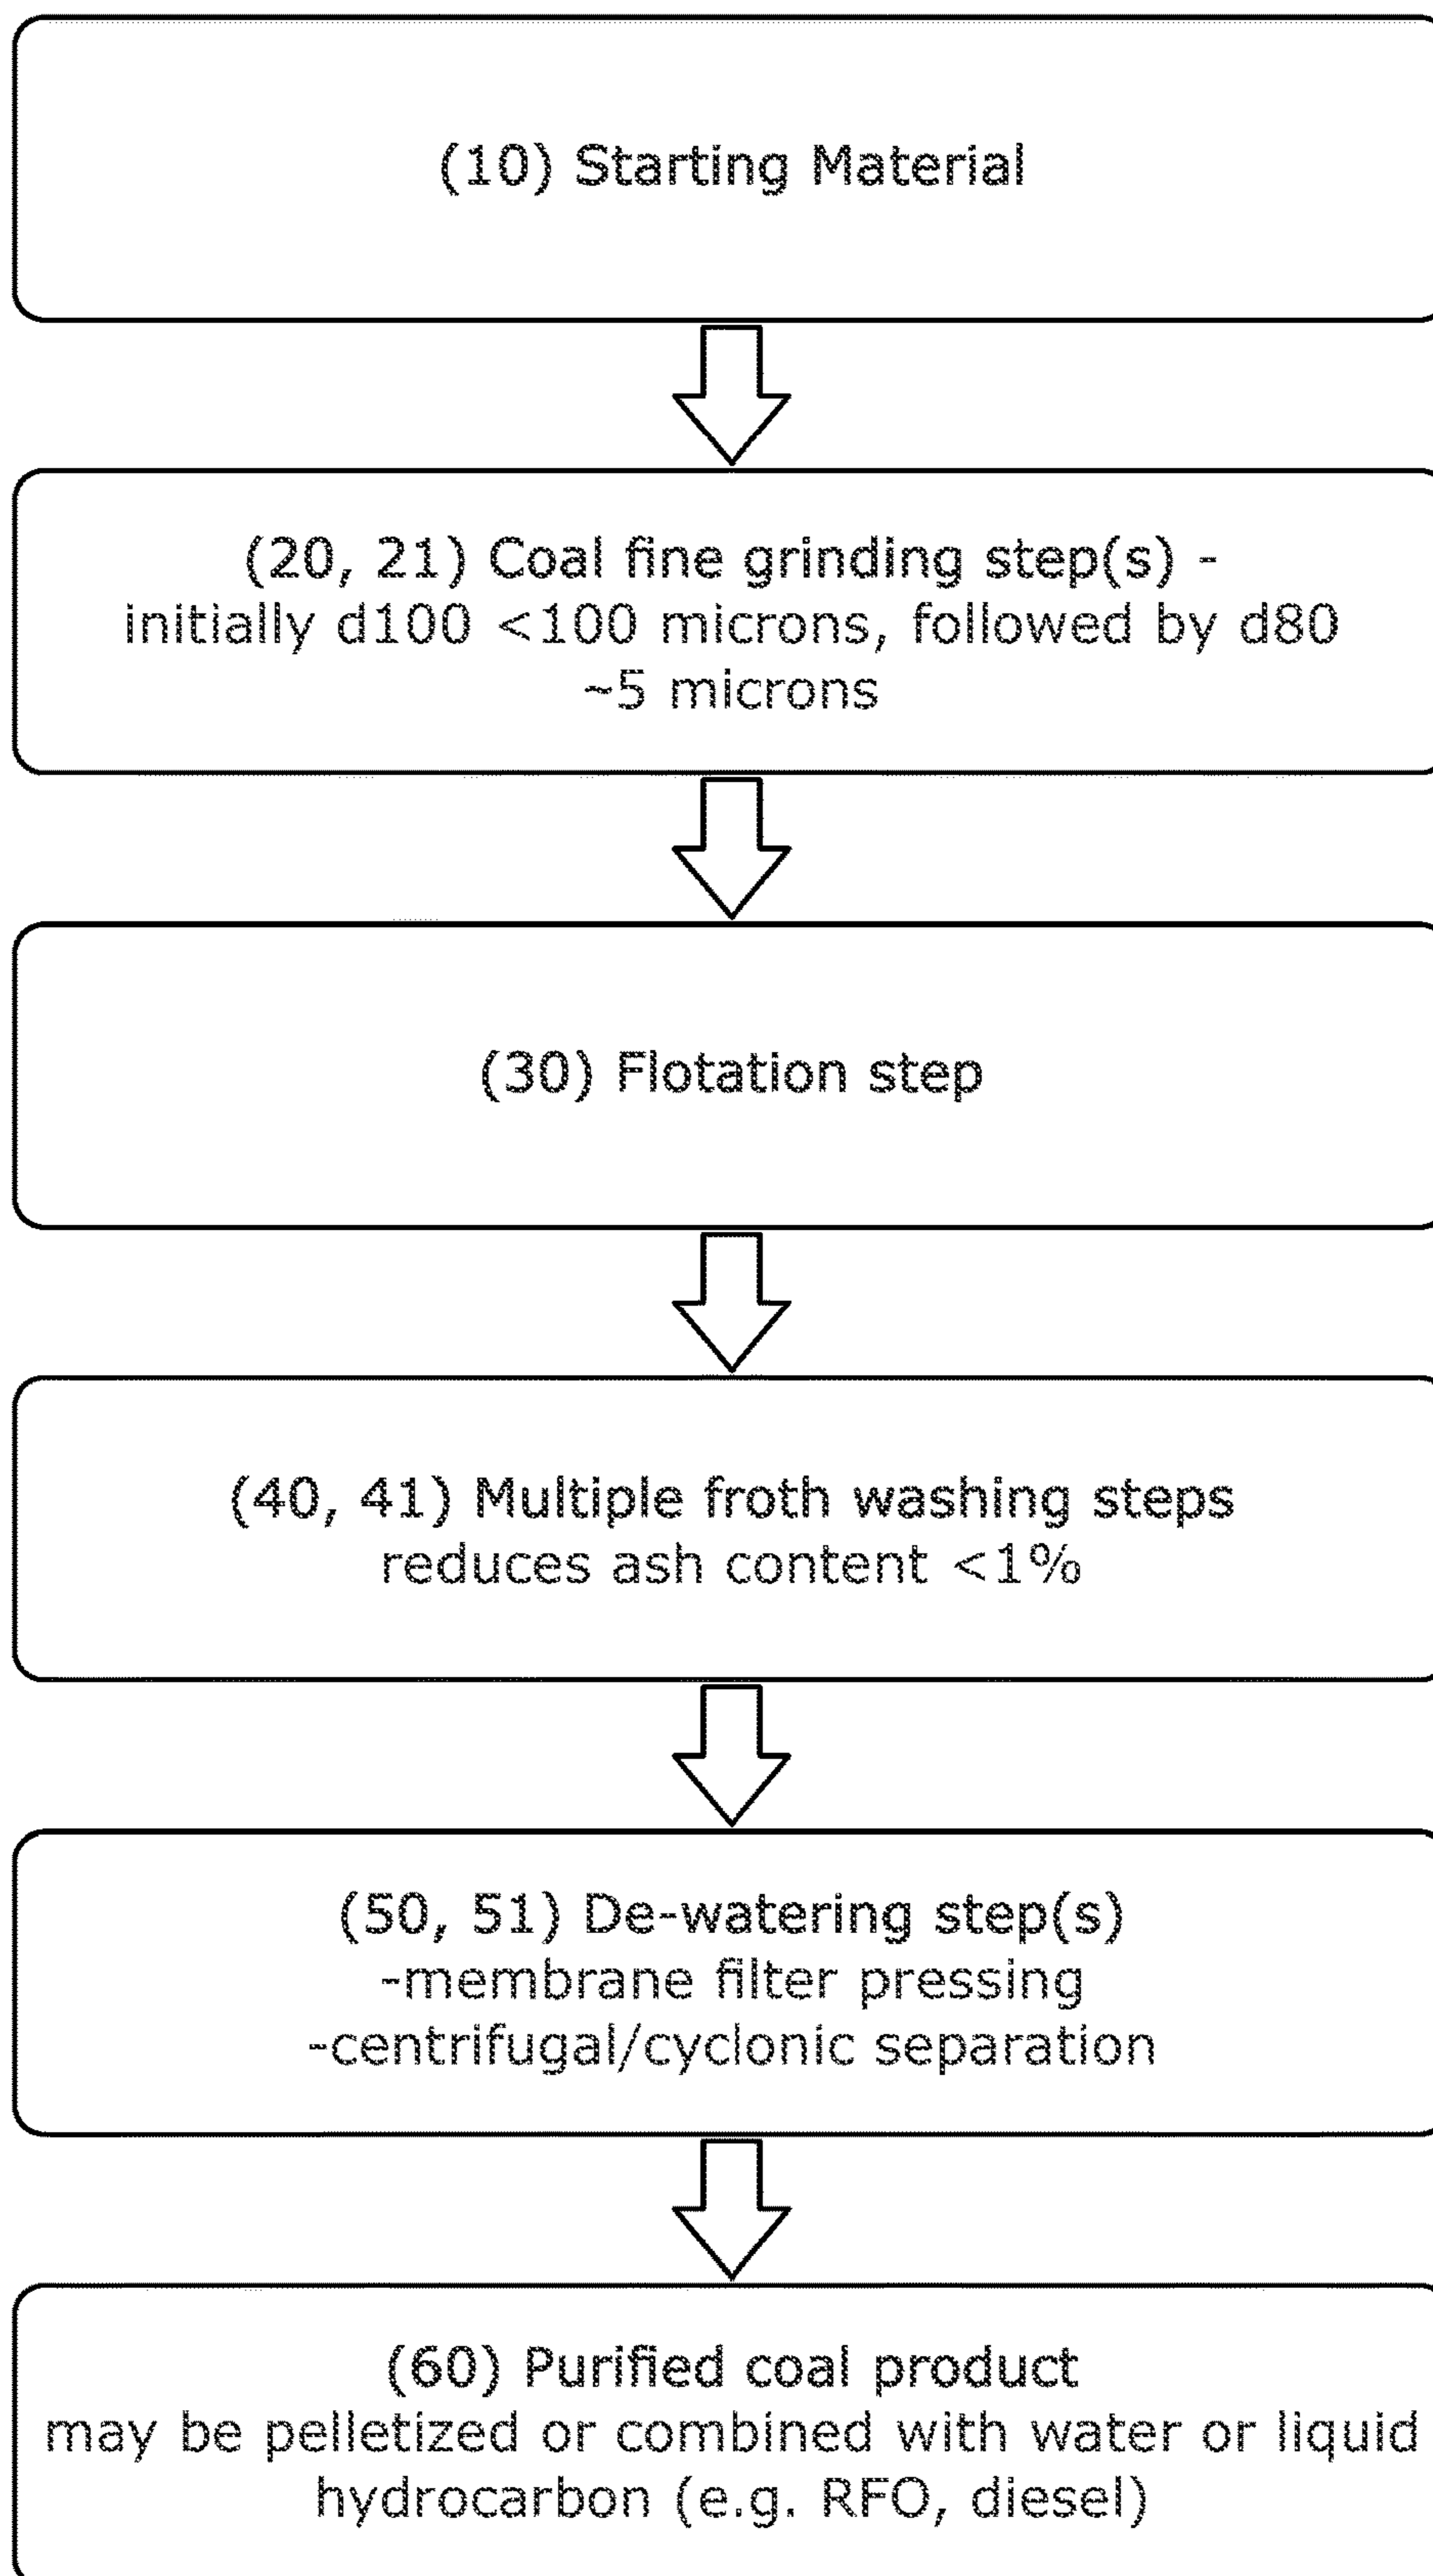 (10) Starting Material
(20, 21) Coal fine grinding step(s) -
initially d100 <100 microns, followed by d80
~5 microns
(30) Flotation step
(40, 41) Multiple froth washing steps
reduces ash content <1%
(50, 51) De-watering step(s)
-membrane filter pressing
-centrifugal/cyclonic separation
(60) Purified coal product
may be pelletized or combined with water or liquid
hydrocarbon (e.g. RFO, diesel)